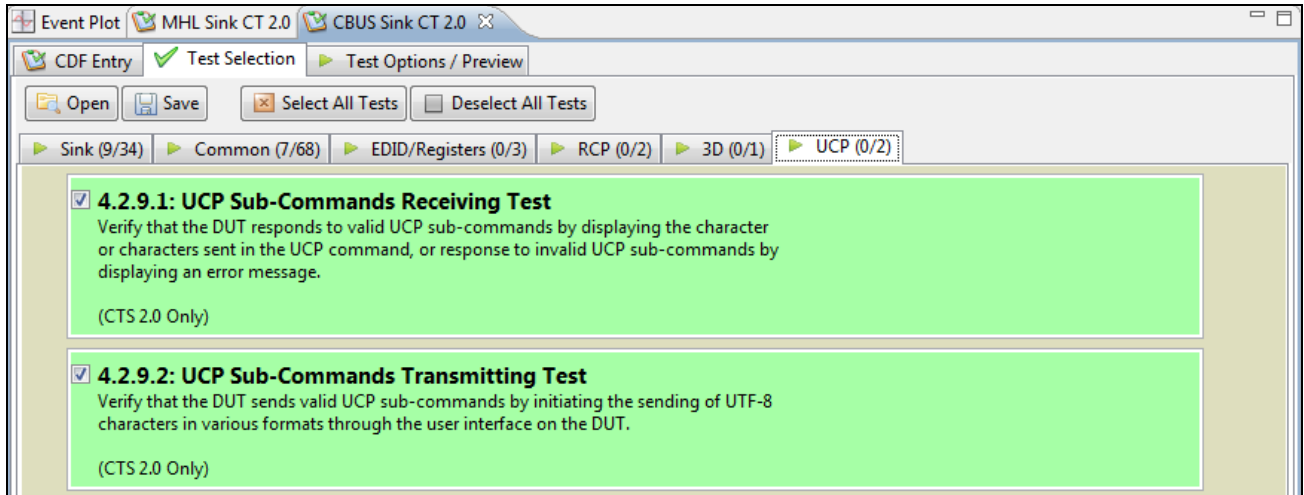 Event Plot MHL Sink CT 2.0 CBUS Sink CT 2.0
CDF Entry Test Selection Test Options / Preview
Open Save Select All Tests Deselect All Tests
Sink (9/34) Common (7/68) EDID/Registers (0/3) RCP (0/2) 3D (0/1) UCP (0/2)
4.2.9.1: UCP Sub-Commands Receiving Test
Verify that the DUT responds to valid UCP sub-commands by displaying the character
or characters sent in the UCP command, or response to invalid UCP sub-commands by
displaying an error message.
(CTS 2.0 Only)
4.2.9.2: UCP Sub-Commands Transmitting Test
Verify that the DUT sends valid UCP sub-commands by initiating the sending of UTF-8
characters in various formats through the user interface on the DUT.
(CTS 2.0 Only)